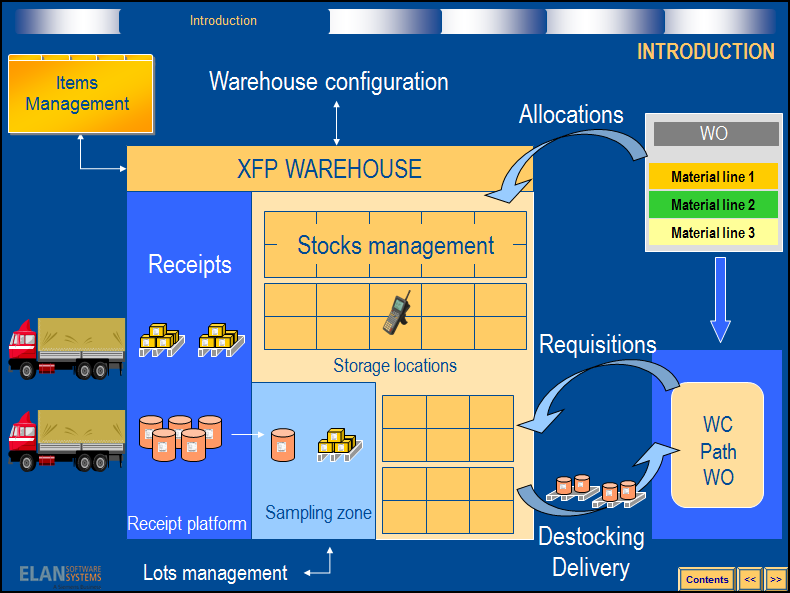 Introduction
INTRODUCTION
Items
Management
Warehouse configuration
Allocations
WO
XFP WAREHOUSE
Material line 1
Material line 2
Material line 3
Receipts
Stocks management
Requisitions
Storage locations
WC
Path
WO
Receipt platform
Sampling zone
Destocking
Delivery
Lots management
ELAN SOFTWARE
SYSTEMS
Contents
<<
>>